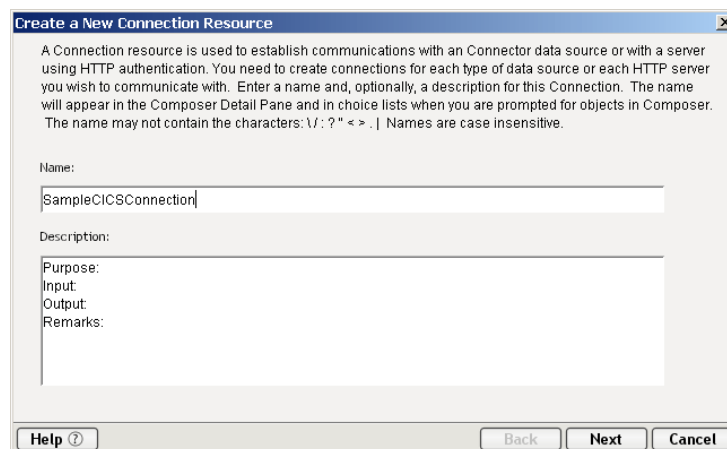 Create a New Connection Resource
A Connection resource is used to establish communications with an Connector data source or with a server
using HTTP authentication. You need to create connections for each type of data source or each HTTP server
you wish to communicate with. Enter a name and, optionally, a description for this Connection. The name
will appear in the Composer Detail Pane and in choice lists when you are prompted for objects in Composer.
The name may not contain the characters: \ / : ? " < > . | Names are case insensitive.
Name:
SampleCICSConnection
Description:
Purpose:
Input:
Output:
Remarks:
Help ?
Back
Next
Cancel